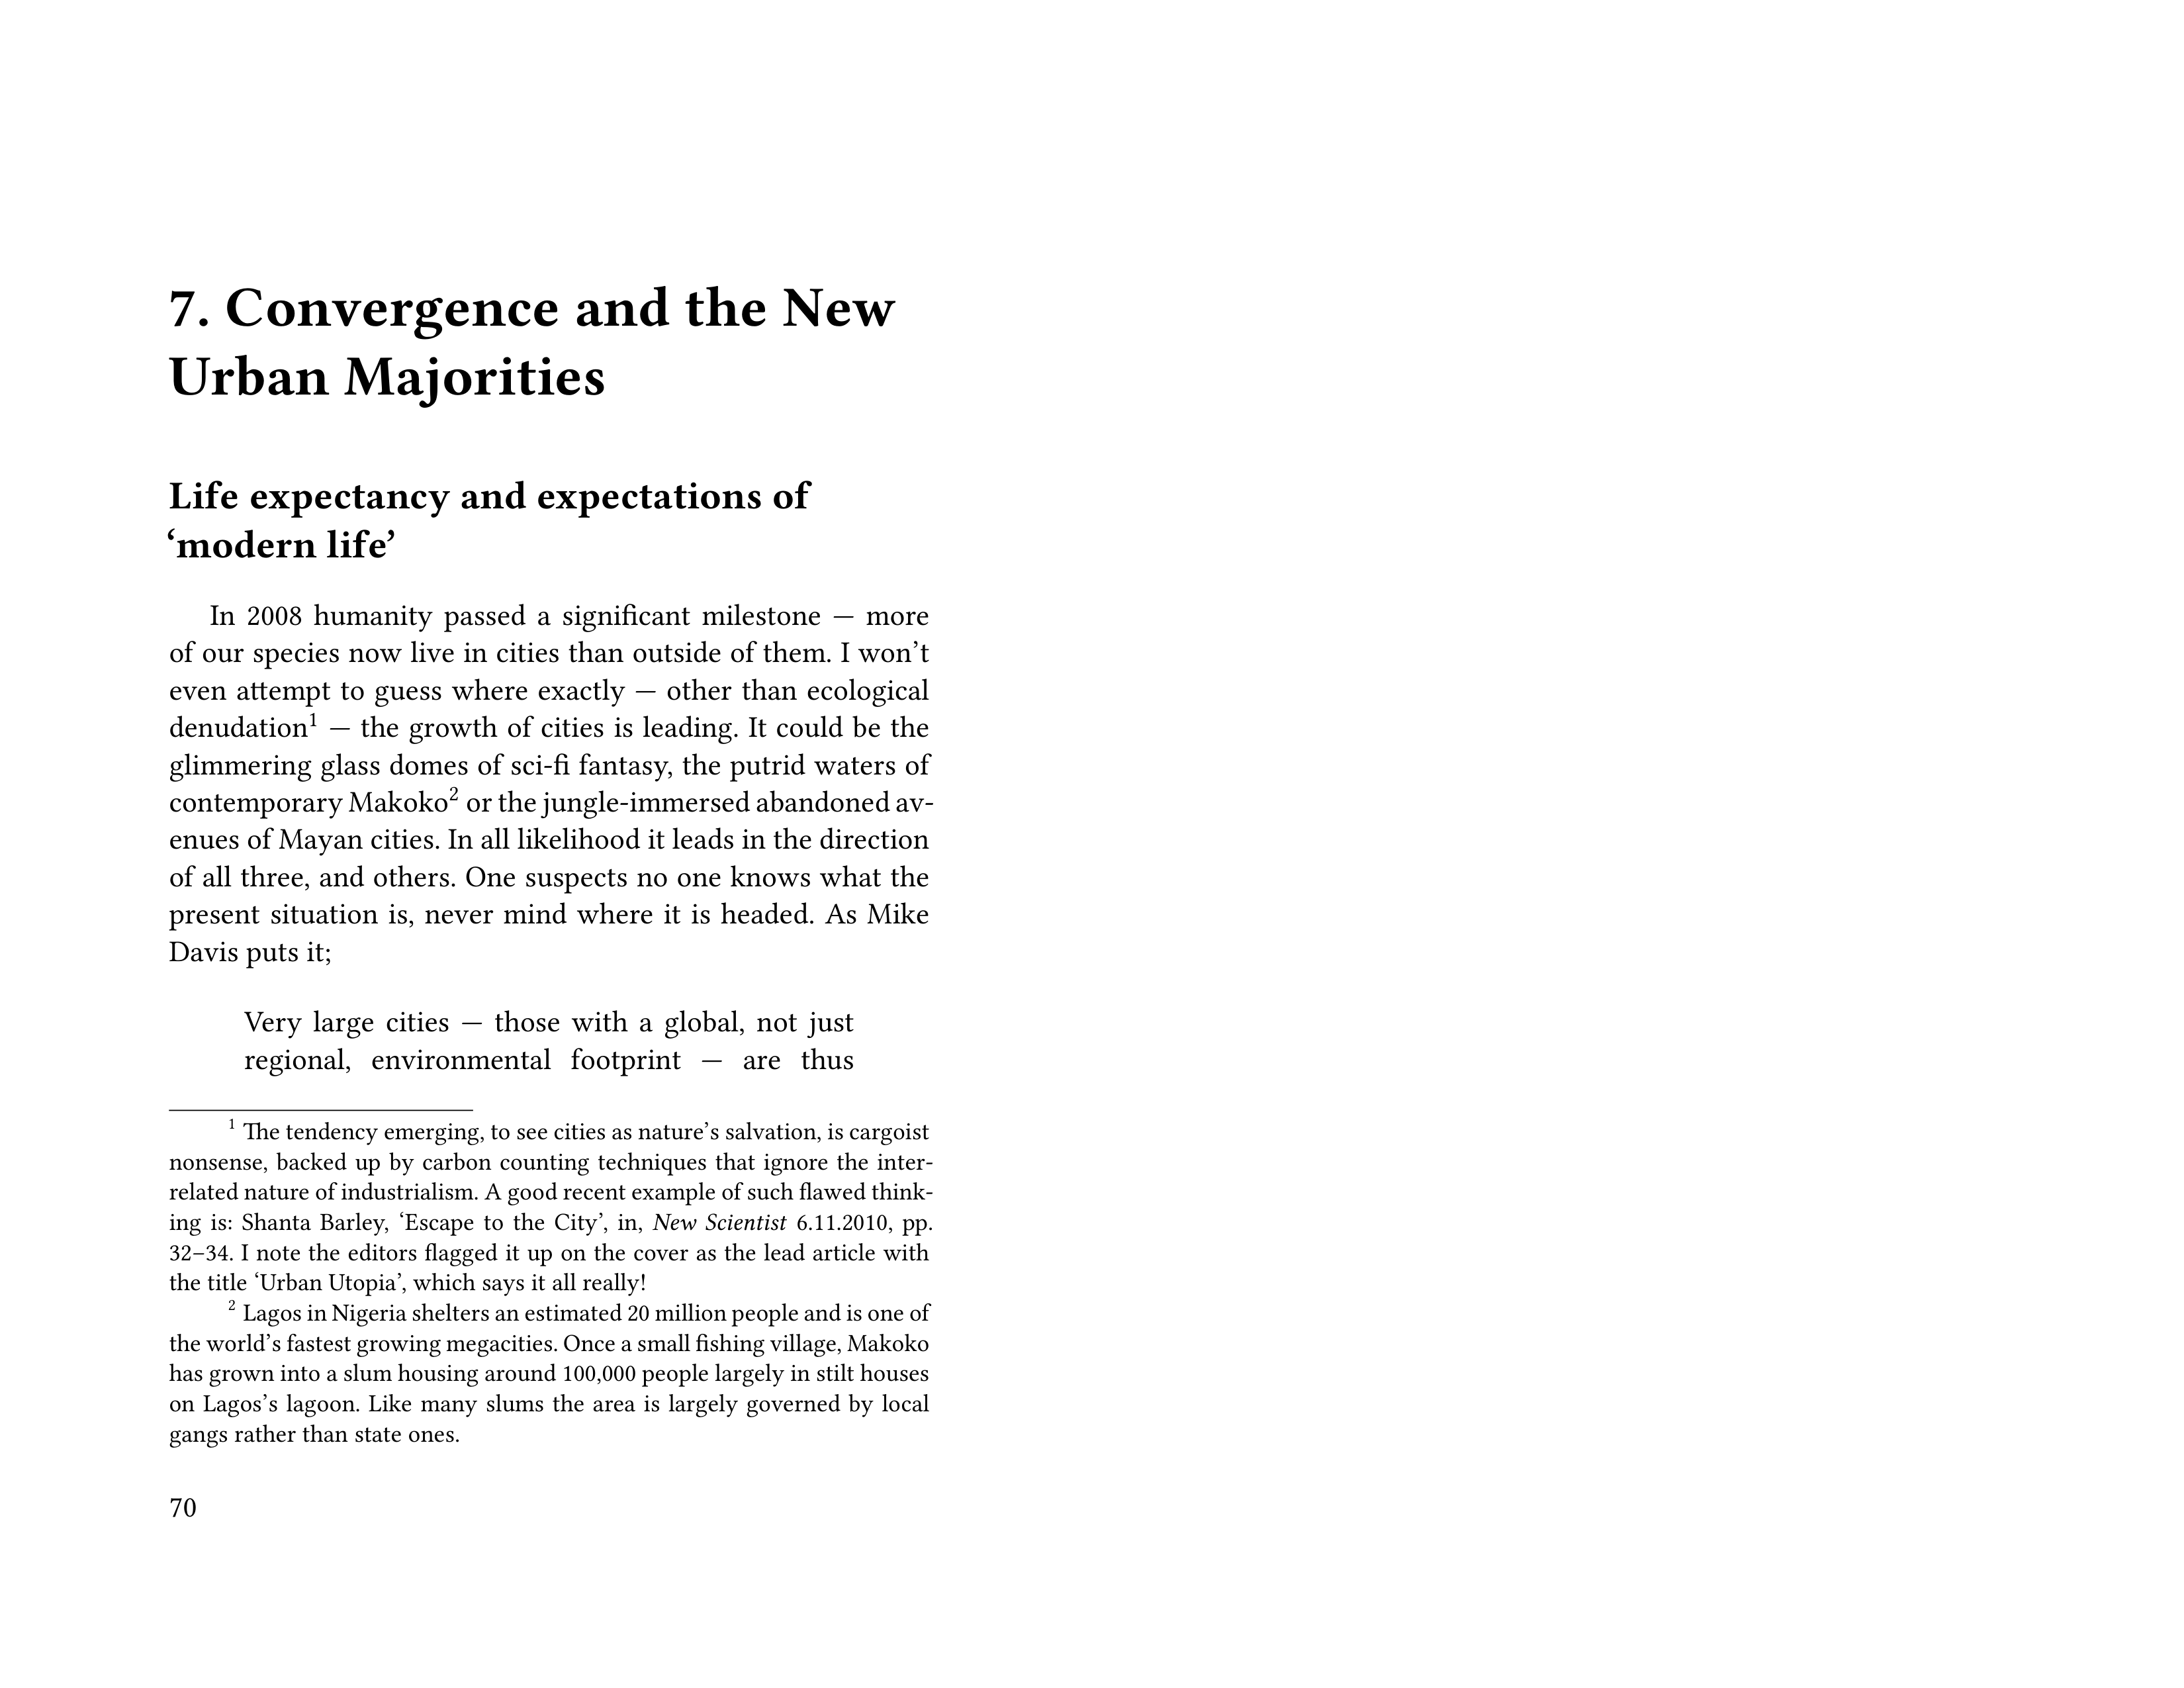 7. Convergence and the New
Urban Majorities
Life expectancy and expectations of
‘modern life’
In 2008 humanity passed a significant milestone — more
of our species now live in cities than outside of them. I won’t
even attempt to guess where exactly — other than ecological
denudation¹ — the growth of cities is leading. It could be the
glimmering glass domes of sci-fi fantasy, the putrid waters of
contemporary Makoko² or the jungle-immersed abandoned av-
enues of Mayan cities. In all likelihood it leads in the direction
of all three, and others. One suspects no one knows what the
present situation is, never mind where it is headed. As Mike
Davis puts it;
Very large cities — those with a global, not just
regional, environmental footprint — are thus
¹ The tendency emerging, to see cities as nature’s salvation, is cargoist
nonsense, backed up by carbon counting techniques that ignore the inter-
related nature of industrialism. A good recent example of such flawed think-
ing is: Shanta Barley, ‘Escape to the City’, in, New Scientist 6.11.2010, pp.
32–34. I note the editors flagged it up on the cover as the lead article with
the title ‘Urban Utopia’, which says it all really!
² Lagos in Nigeria shelters an estimated 20 million people and is one of
the world’s fastest growing megacities. Once a small fishing village, Makoko
has grown into a slum housing around 100,000 people largely in stilt houses
on Lagos’s lagoon. Like many slums the area is largely governed by local
gangs rather than state ones.
70